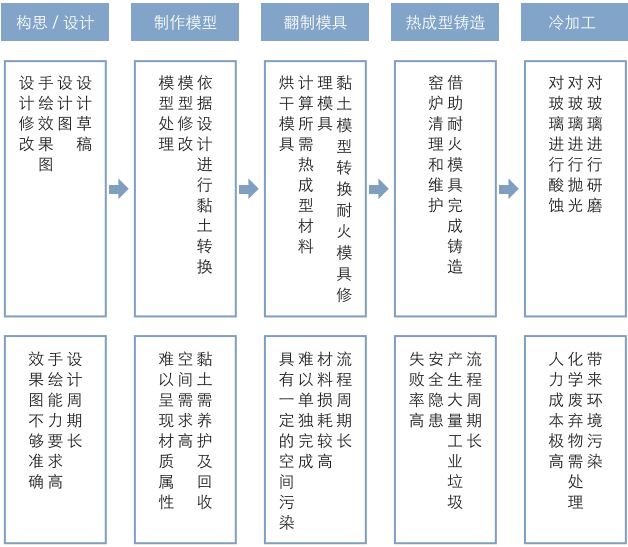 构思 / 设计
制作模型
翻制模具
热成型铸造
冷加工
设计草稿
设计图
手绘效果图
设计修改
依据设计进行黏土转换
模型修改
模型处理
黏土模型转换耐火模具修
理模具
计算所需热成型材料
烘干模具
借助耐火模具完成铸造
窑炉清理和维护
对玻璃进行研磨
对玻璃进行抛光
对玻璃进行酸蚀
设计周期长
手绘能力要求高
效果图不够准确
黏土需养护及回收
空间需求高
难以呈现材质属性
流程周期长
材料损耗较高
难以单独完成
具有一定的空间污染
流程周期长
产生大量工业垃圾
安全隐患
失败率高
带来环境污染
化学废弃物需处理
人力成本极高